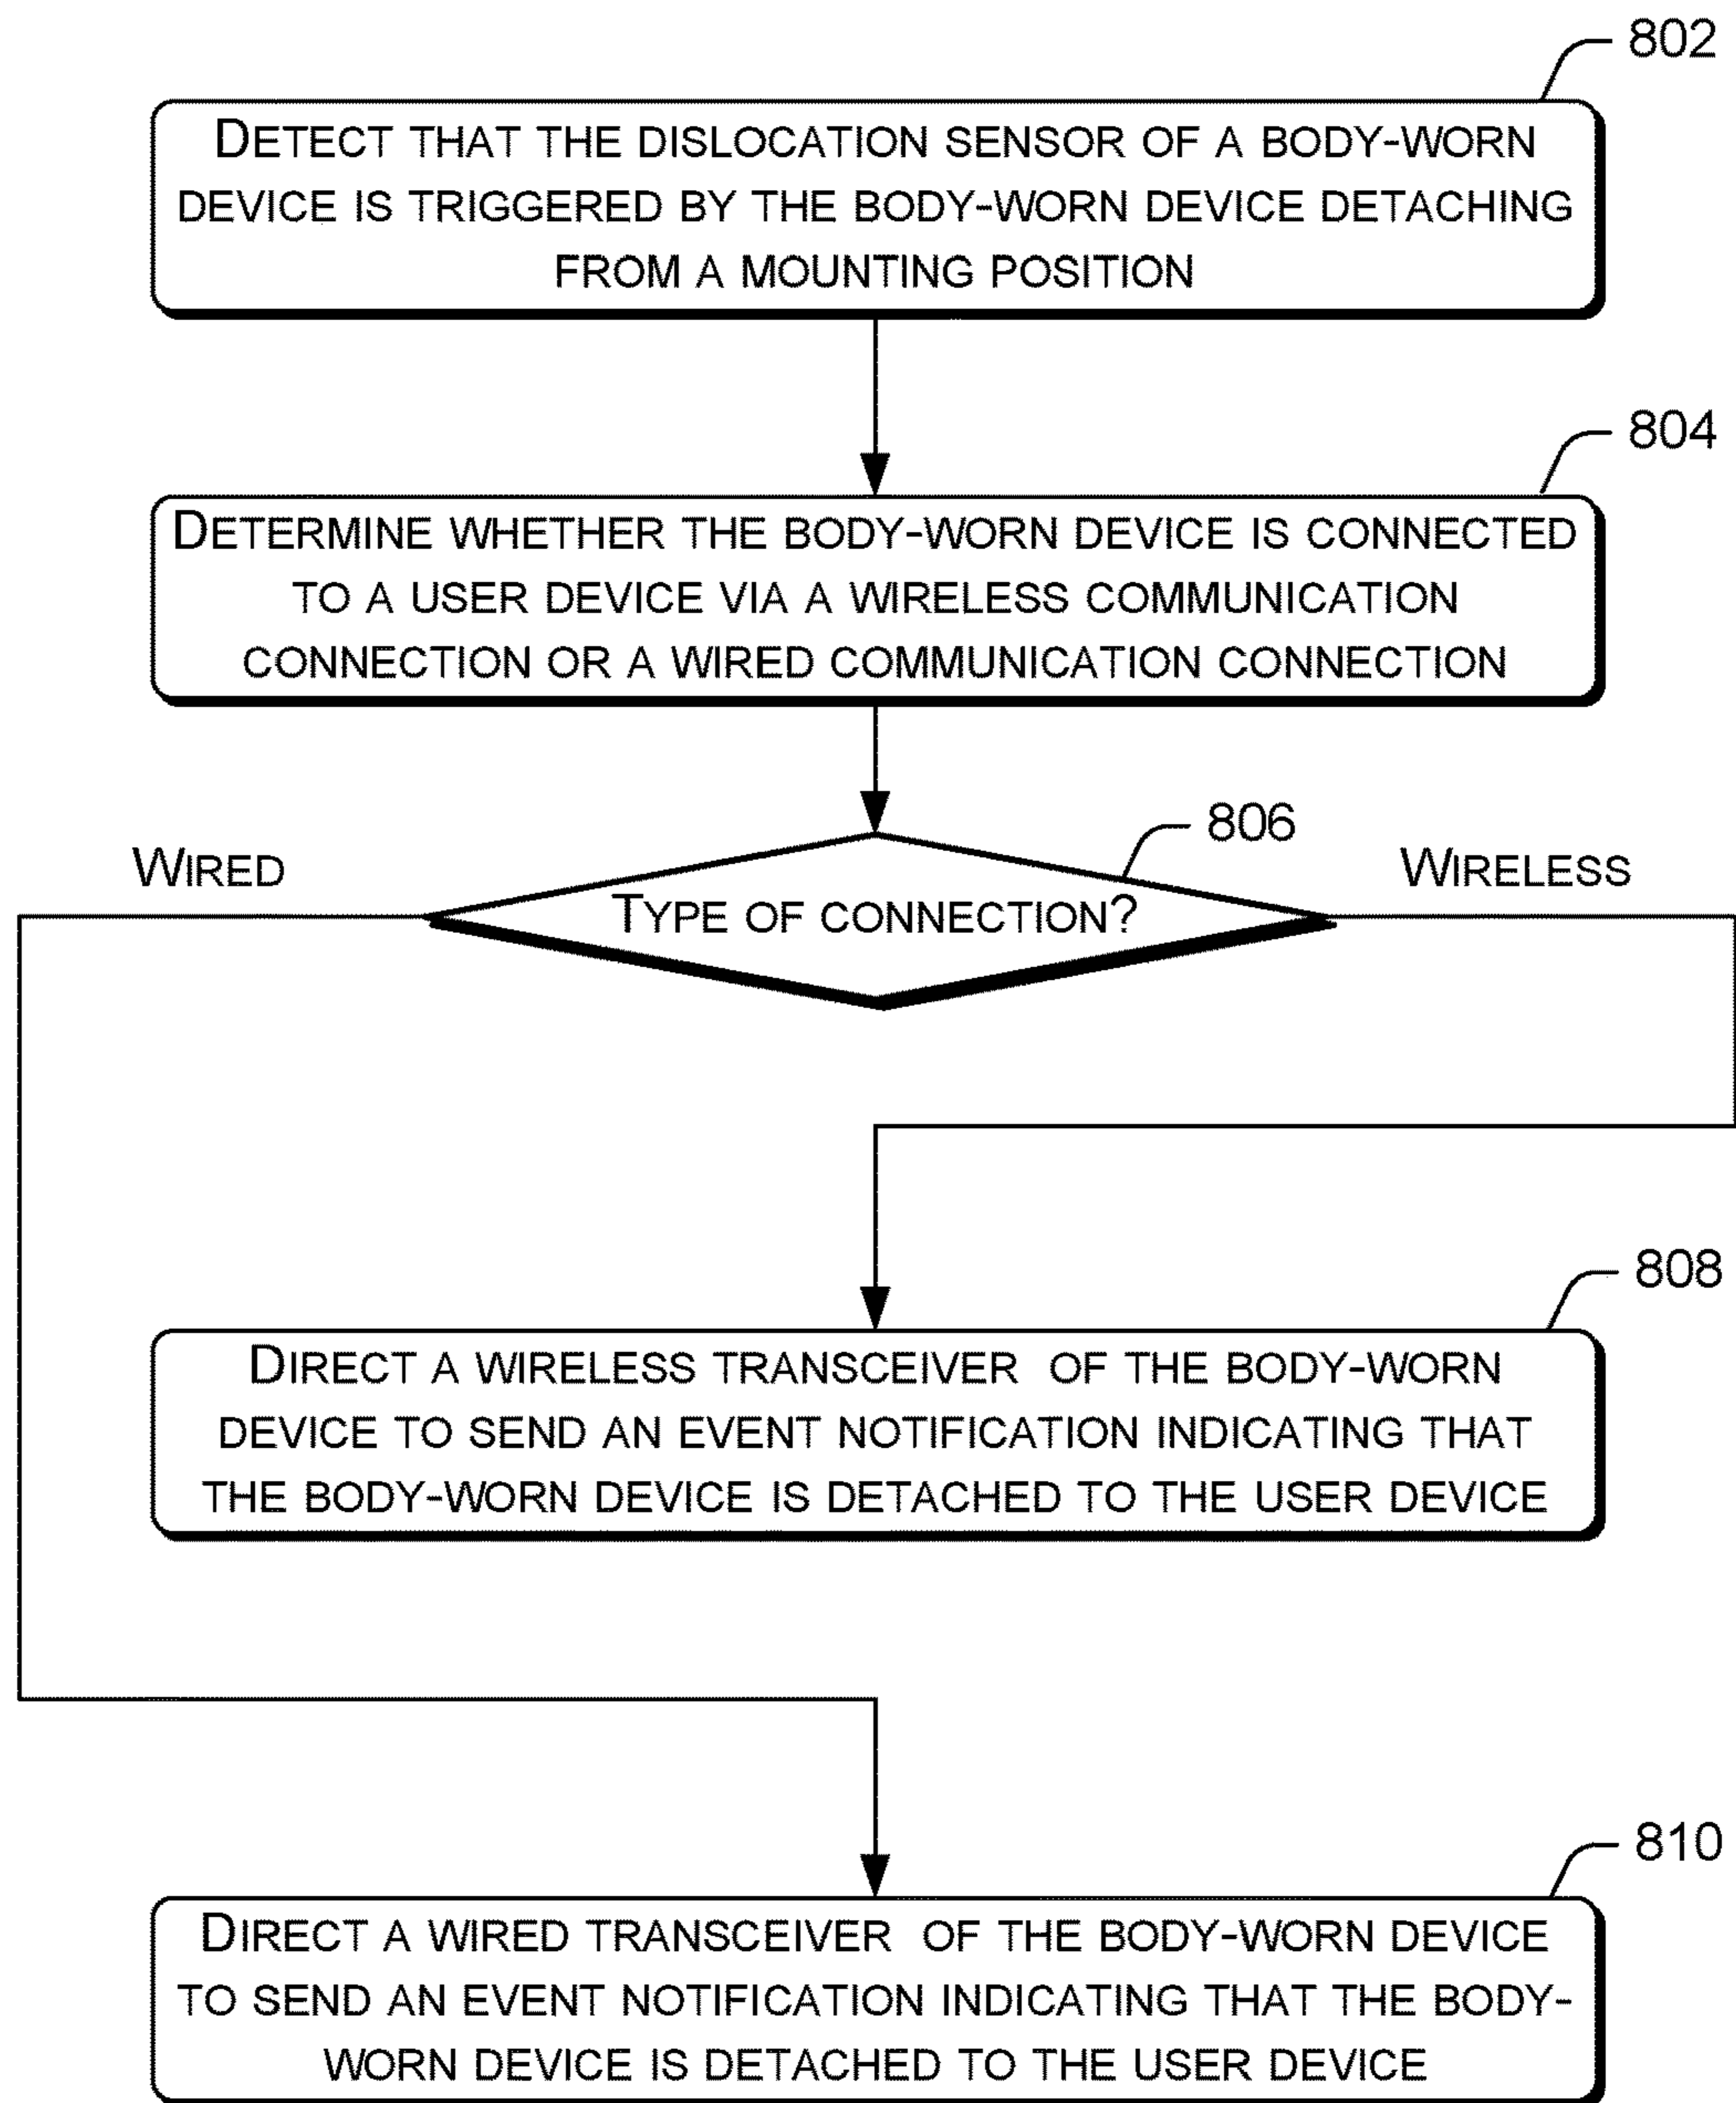 802
DETECT THAT THE DISLOCATION SENSOR OF A BODY-WORN
DEVICE IS TRIGGERED BY THE BODY-WORN DEVICE DETACHING
FROM A MOUNTING POSITION
804
DETERMINE WHETHER THE BODY-WORN DEVICE IS CONNECTED
TO A USER DEVICE VIA A WIRELESS COMMUNICATION
CONNECTION OR A WIRED COMMUNICATION CONNECTION
806
WIRED
WIRELESS
TYPE OF CONNECTION?
808
DIRECT A WIRELESS TRANSCEIVER OF THE BODY-WORN
DEVICE TO SEND AN EVENT NOTIFICATION INDICATING THAT
THE BODY-WORN DEVICE IS DETACHED TO THE USER DEVICE
810
DIRECT A WIRED TRANSCEIVER OF THE BODY-WORN DEVICE
TO SEND AN EVENT NOTIFICATION INDICATING THAT THE BODY-
WORN DEVICE IS DETACHED TO THE USER DEVICE